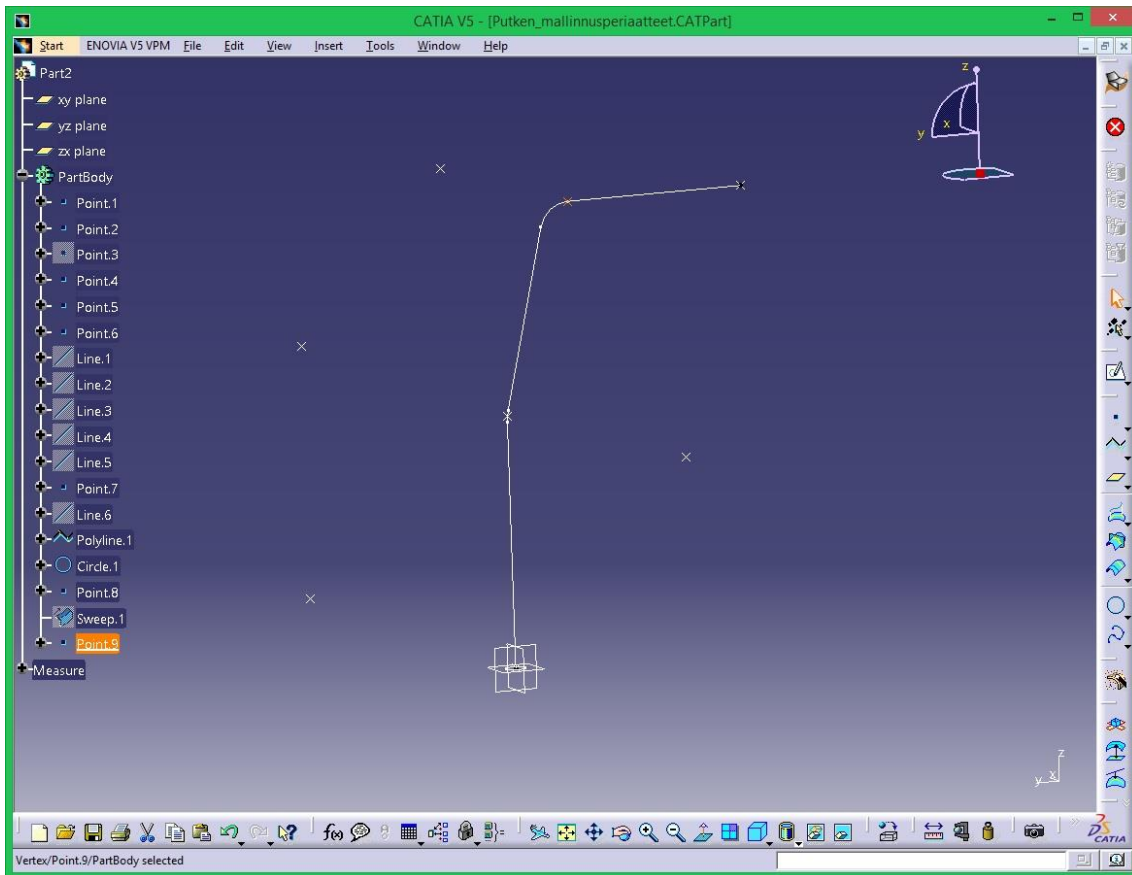 CATIA V5 - [Putken_mallinnusperiaatteet.CATPart]
Start ENOVIA V5 VPM File Edit View Insert Tools Window Help
Part2
xy plane
yz plane
zx plane
PartBody
Point.1
Point.2
Point.3
Point.4
Point.5
Point.6
Line.1
Line.2
Line.3
Line.4
Line.5
Point.7
Line.6
Polyline.1
Circle.1
Point.8
Sweep.1
Point.9
Measure
z
y x
z
y x
f(x)
CATIA
Vertex/Point.9/PartBody selected